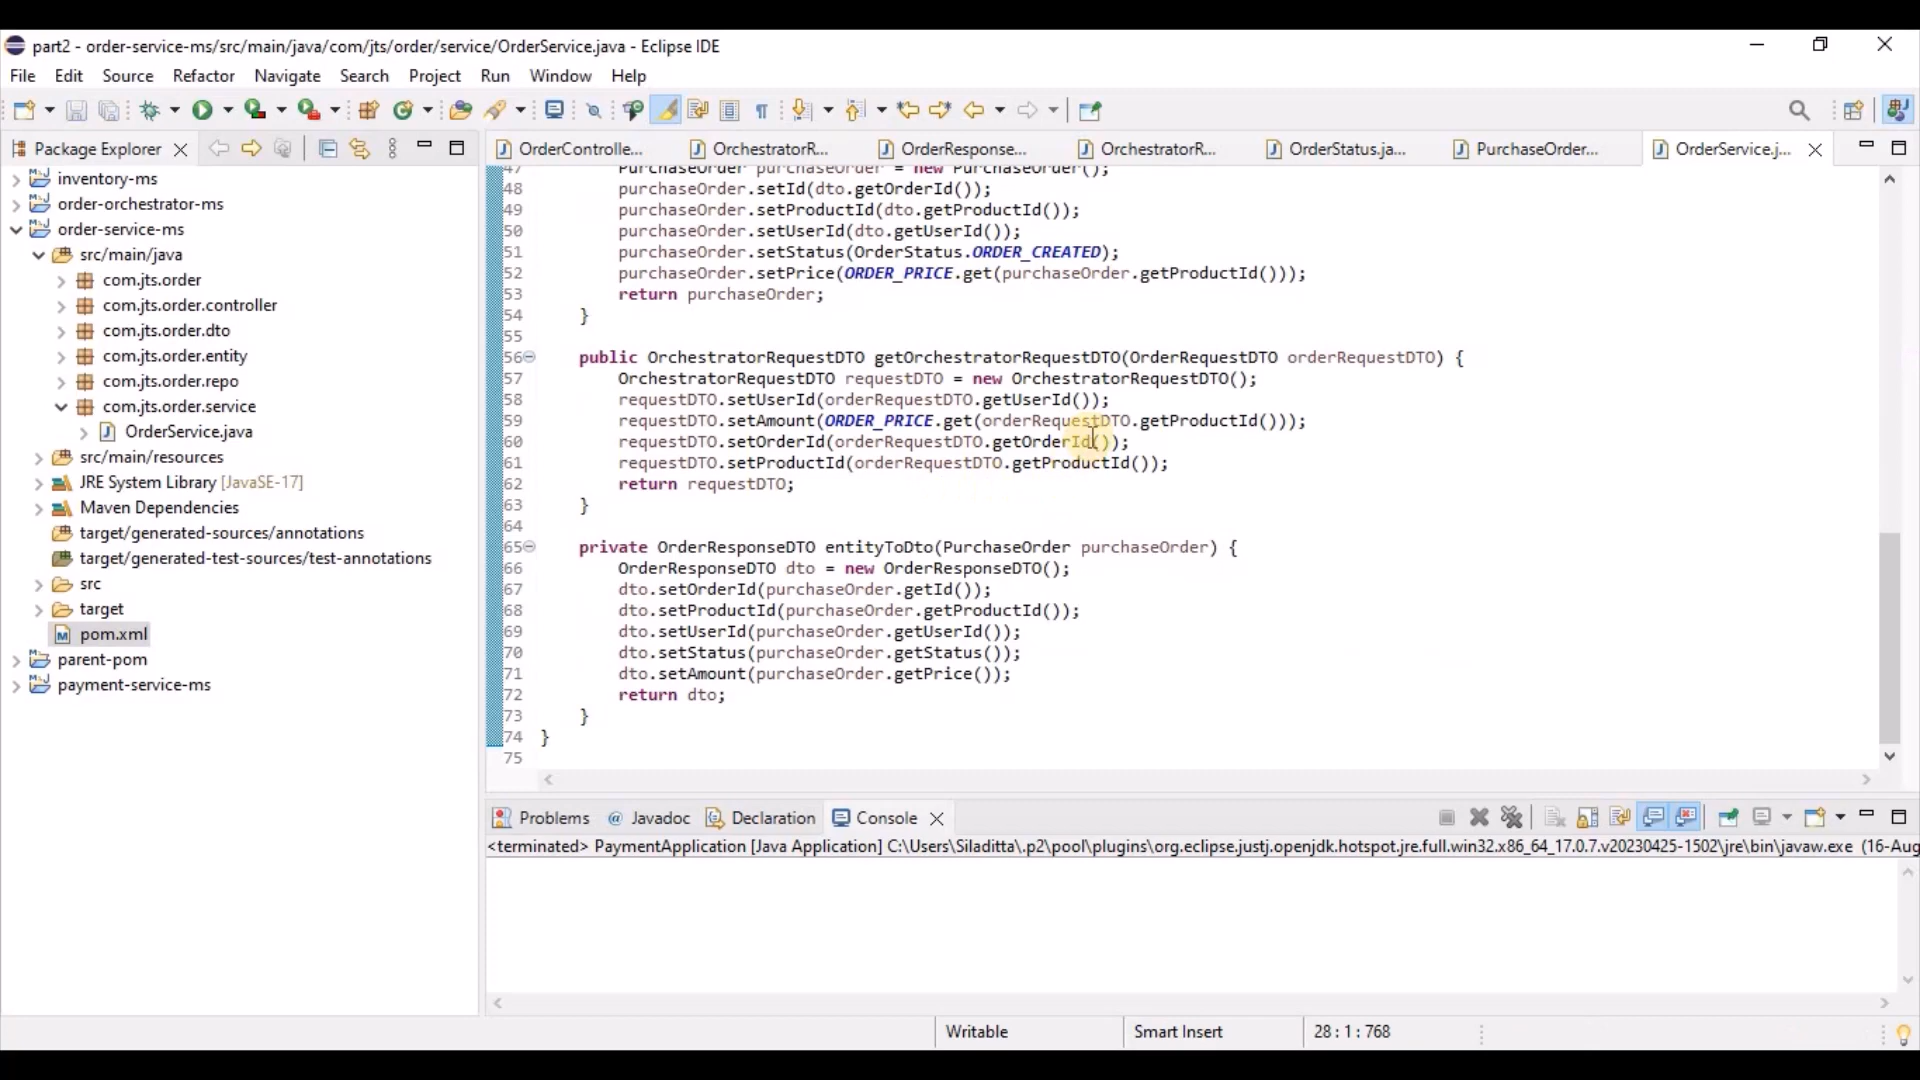 part2 - order-service-ms/src/main/java/com/jts/order/service/OrderService.java - Eclipse IDE
File Edit Source Refactor Navigate Search Project Run Window Help
Package Explorer
OrderControlle... OrchestratorR... OrderResponse... OrchestratorR... OrderStatus.ja... PurchaseOrder... OrderService.j...
inventory-ms
order-orchestrator-ms
order-service-ms
src/main/java
com.jts.order
com.jts.order.controller
com.jts.order.dto
com.jts.order.entity
com.jts.order.repo
com.jts.order.service
OrderService.java
src/main/resources
JRE System Library [JavaSE-17]
Maven Dependencies
target/generated-sources/annotations
target/generated-test-sources/test-annotations
src
target
pom.xml
parent-pom
payment-service-ms
47 PurchaseOrder purchaseOrder = new PurchaseOrder();
48 purchaseOrder.setId(dto.getOrderId());
49 purchaseOrder.setProductId(dto.getProductId());
50 purchaseOrder.setUserId(dto.getUserId());
51 purchaseOrder.setStatus(OrderStatus.ORDER_CREATED);
52 purchaseOrder.setPrice(ORDER_PRICE.get(purchaseOrder.getProductId()));
53 return purchaseOrder;
54 }
55
56 public OrchestratorRequestDTO getOrchestratorRequestDTO(OrderRequestDTO orderRequestDTO) {
57 OrchestratorRequestDTO requestDTO = new OrchestratorRequestDTO();
58 requestDTO.setUserId(orderRequestDTO.getUserId());
59 requestDTO.setAmount(ORDER_PRICE.get(orderRequestDTO.getProductId()));
60 requestDTO.setOrderId(orderRequestDTO.getOrderId());
61 requestDTO.setProductId(orderRequestDTO.getProductId());
62 return requestDTO;
63 }
64
65 private OrderResponseDTO entityToDto(PurchaseOrder purchaseOrder) {
66 OrderResponseDTO dto = new OrderResponseDTO();
67 dto.setOrderId(purchaseOrder.getId());
68 dto.setProductId(purchaseOrder.getProductId());
69 dto.setUserId(purchaseOrder.getUserId());
70 dto.setStatus(purchaseOrder.getStatus());
71 dto.setAmount(purchaseOrder.getPrice());
72 return dto;
73 }
74 }
75
Problems @ Javadoc Declaration Console
<terminated> PaymentApplication [Java Application] C:\Users\Siladitta\.p2\pool\plugins\org.eclipse.justj.openjdk.hotspot.jre.full.win32.x86_64_17.0.7.v20230425-1502\jre\bin\javaw.exe (16-Aug
Writable Smart Insert 28 : 1 : 768